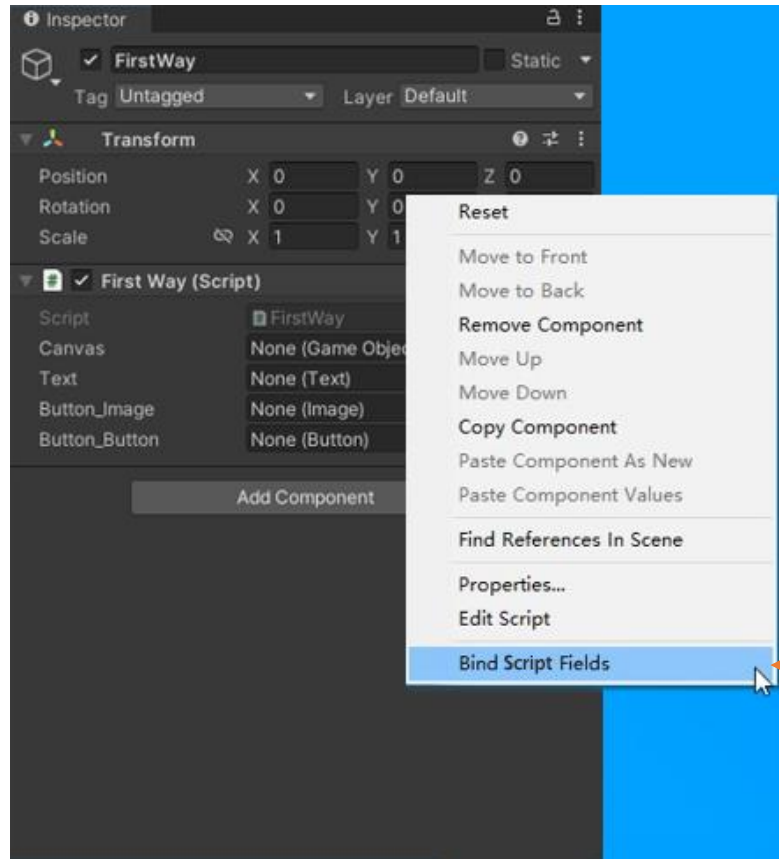 Inspector
FirstWay Static
Tag Untagged Layer Default
Transform
Position X 0 Y 0 Z 0
Rotation X 0 Y 0
Scale X 1 Y 1
First Way (Script)
Script FirstWay
Canvas None (Game Objec
Text None (Text)
Button_Image None (Image)
Button_Button None (Button)
Add Component
Reset
Move to Front
Move to Back
Remove Component
Move Up
Move Down
Copy Component
Paste Component As New
Paste Component Values
Find References In Scene
Properties...
Edit Script
Bind Script Fields